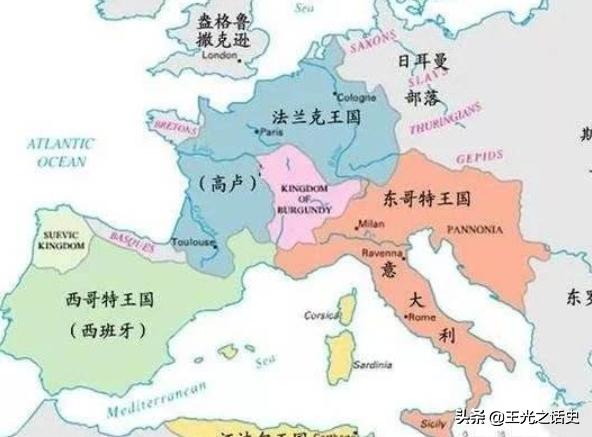 Sea
盎格鲁
撒克逊
London
SAXONS
日耳曼
SLAVS
部落
THURINGIANS
Cologne
法兰克王国
BRETONS
Paris
ATLANTIC
OCEAN
GEPIDS
(高卢)
KINGDOM
OF
BURGUNDY
东哥特王国
SUEVIC
KINGDOM
BASQUES
Toulouse
Milan
PANNONIA
Ravenna
意
大
利
西哥特王国
(西班牙)
Corsica
Rome
东罗
Sea
Sardinia
Mediterranean
Sicily
头条 @王光之话史